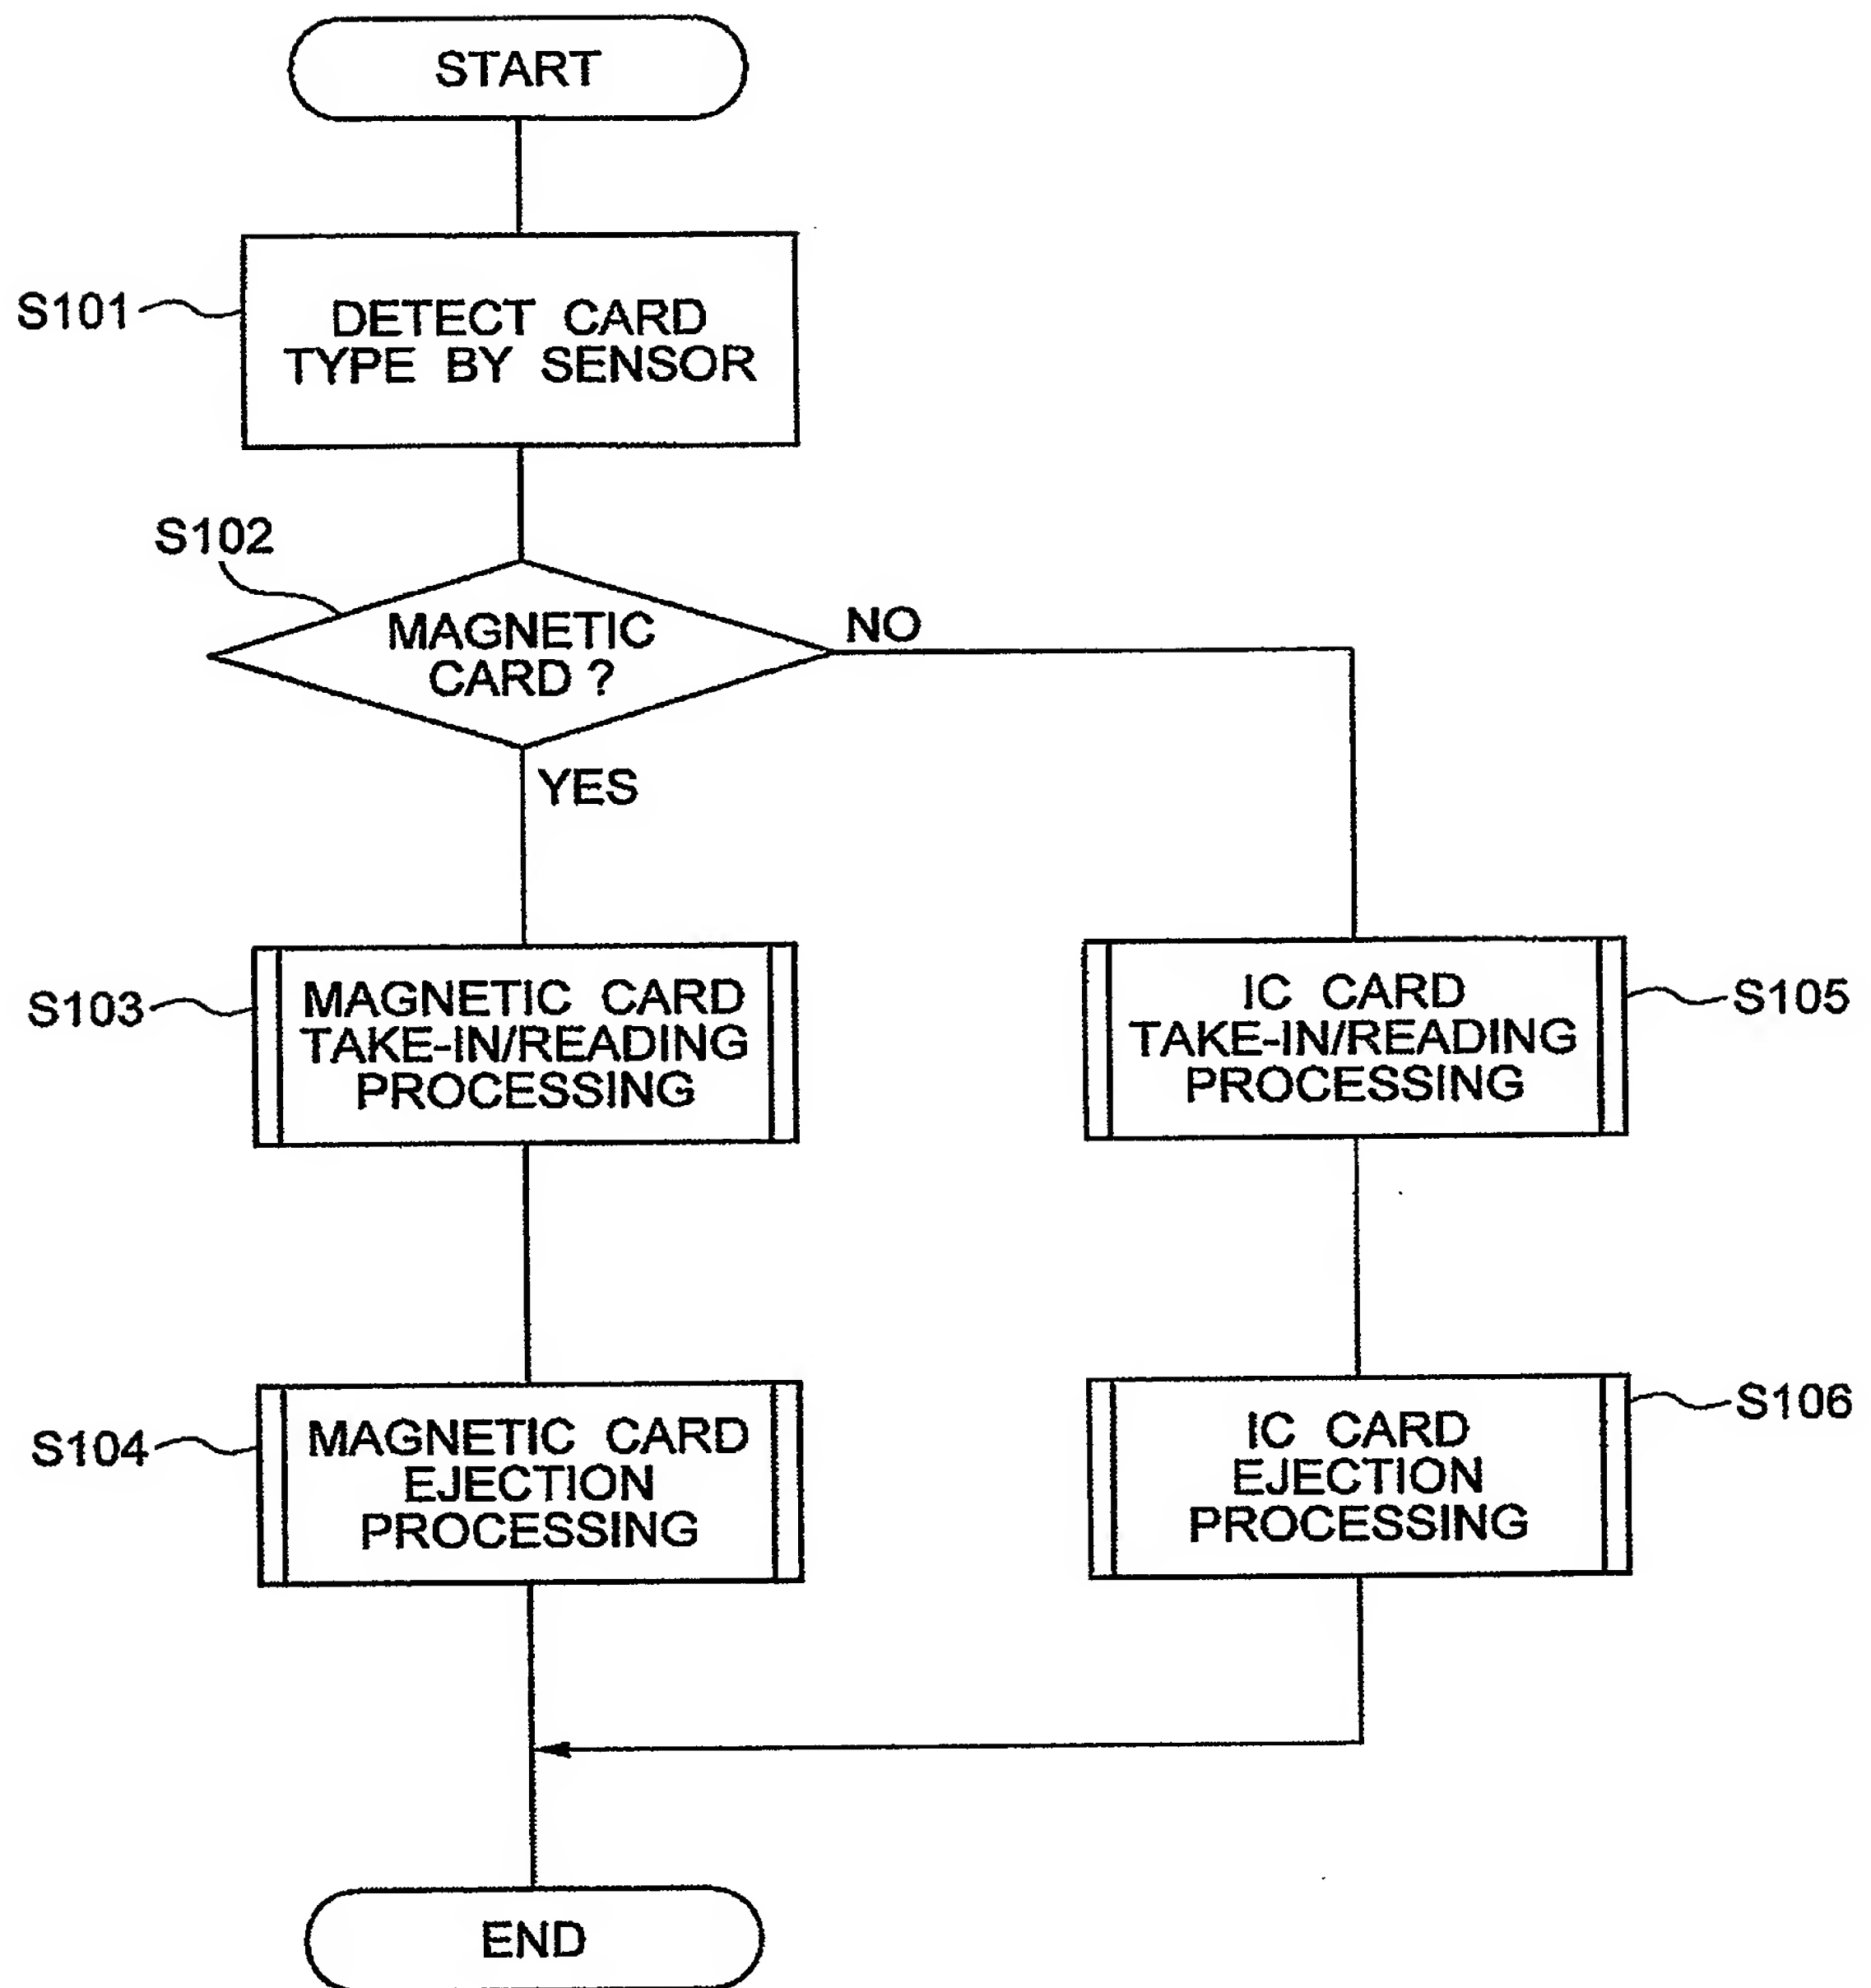 START
S101
DETECT CARD
TYPE BY SENSOR
S102
MAGNETIC
CARD ?
NO
YES
S103
MAGNETIC CARD
TAKE-IN/READING
PROCESSING
IC CARD
TAKE-IN/READING
PROCESSING
S105
S104
MAGNETIC CARD
EJECTION
PROCESSING
IC CARD
EJECTION
PROCESSING
S106
END